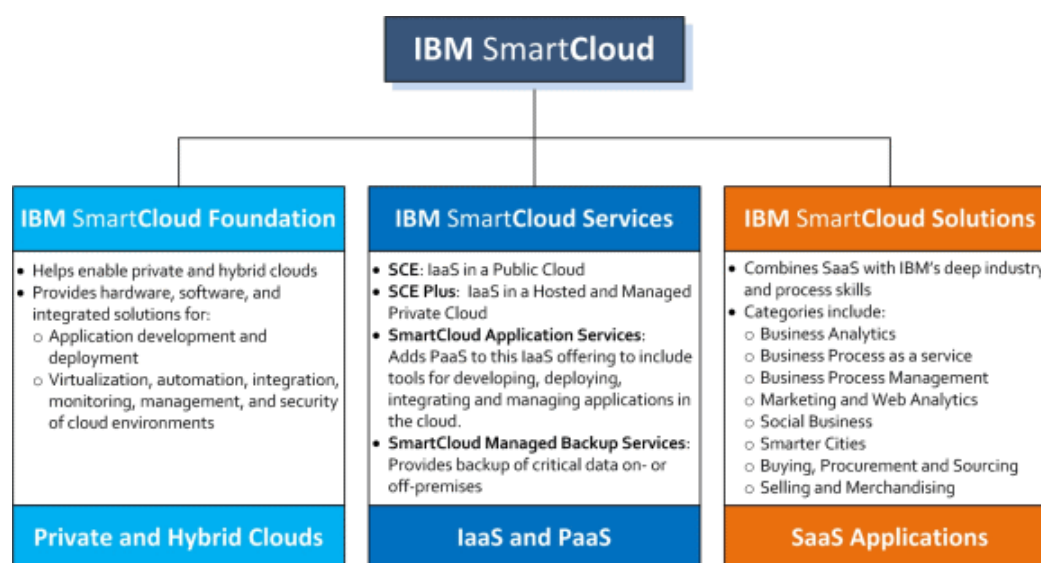 IBM SmartCloud
IBM SmartCloud Foundation
• Helps enable private and hybrid clouds
• Provides hardware, software, and
integrated solutions for:
o Application development and
deployment
o Virtualization, automation, integration,
monitoring, management, and security
of cloud environments
Private and Hybrid Clouds
IBM SmartCloud Services
• SCE: IaaS in a Public Cloud
• SCE Plus: IaaS in a Hosted and Managed
Private Cloud
• SmartCloud Application Services:
Adds PaaS to this IaaS offering to include
tools for developing, deploying,
integrating and managing applications in
the cloud.
• SmartCloud Managed Backup Services:
Provides backup of critical data on- or
off-premises
IaaS and PaaS
IBM SmartCloud Solutions
• Combines SaaS with IBM's deep industry
and process skills
• Categories include:
o Business Analytics
o Business Process as a service
o Business Process Management
o Marketing and Web Analytics
o Social Business
o Smarter Cities
o Buying, Procurement and Sourcing
o Selling and Merchandising
SaaS Applications